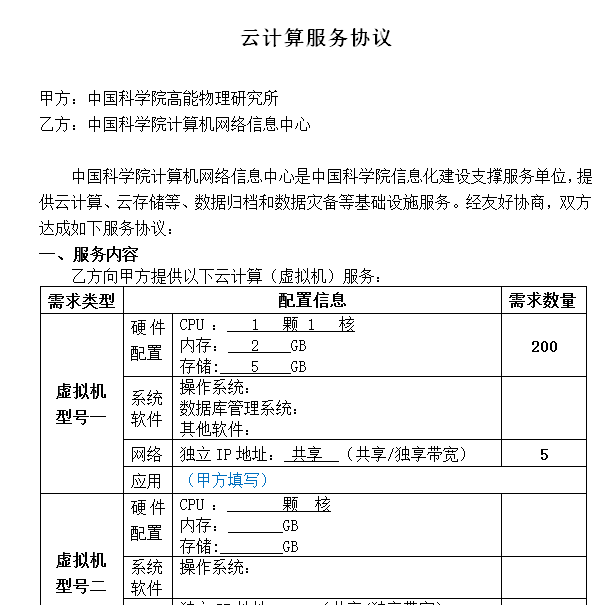 云计算服务协议
甲方：中国科学院高能物理研究所
乙方：中国科学院计算机网络信息中心
中国科学院计算机网络信息中心是中国科学院信息化建设支撑服务单位,提
供云计算、云存储等、数据归档和数据灾备等基础设施服务。经友好协商，双方
达成如下服务协议：
一、服务内容
乙方向甲方提供以下云计算（虚拟机）服务：
需求类型 配置信息 需求数量
虚拟机
型号一
硬件
配置
CPU ： 1 颗 1 核
内存： 2 GB
存储: 5 GB
200
系统
软件
操作系统：
数据库管理系统：
其他软件：
网络 独立 IP 地址： 共享 （共享/独享带宽） 5
应用 （甲方填写）
虚拟机
型号二
硬件
配置
CPU ： 颗 核
内存： GB
存储: GB
系统
软件
操作系统：